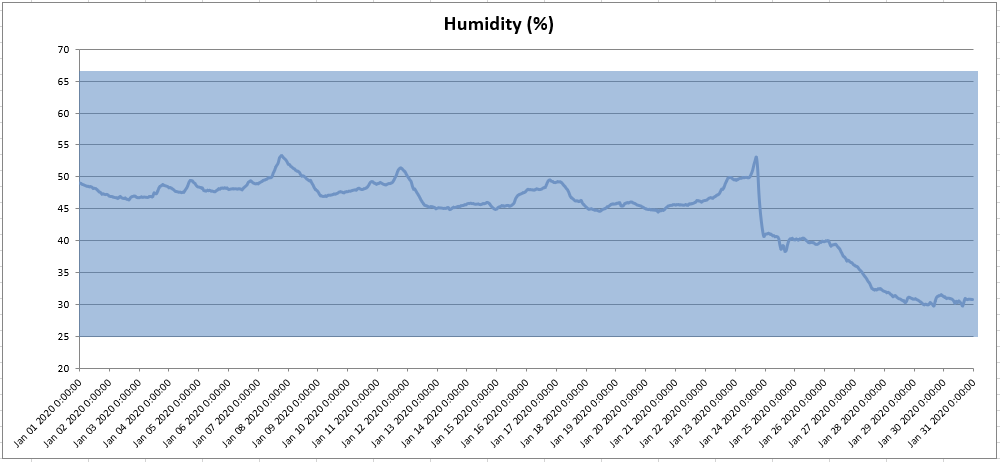 Humidity (%)
70
65
60
55
50
45
40
35
30
25
20
Jan 01 2020 0:00:00
Jan 02 2020 0:00:00
Jan 03 2020 0:00:00
Jan 04 2020 0:00:00
Jan 05 2020 0:00:00
Jan 06 2020 0:00:00
Jan 07 2020 0:00:00
Jan 08 2020 0:00:00
Jan 09 2020 0:00:00
Jan 10 2020 0:00:00
Jan 11 2020 0:00:00
Jan 12 2020 0:00:00
Jan 13 2020 0:00:00
Jan 14 2020 0:00:00
Jan 15 2020 0:00:00
Jan 16 2020 0:00:00
Jan 17 2020 0:00:00
Jan 18 2020 0:00:00
Jan 19 2020 0:00:00
Jan 20 2020 0:00:00
Jan 21 2020 0:00:00
Jan 22 2020 0:00:00
Jan 23 2020 0:00:00
Jan 24 2020 0:00:00
Jan 25 2020 0:00:00
Jan 26 2020 0:00:00
Jan 27 2020 0:00:00
Jan 28 2020 0:00:00
Jan 29 2020 0:00:00
Jan 30 2020 0:00:00
Jan 31 2020 0:00:00